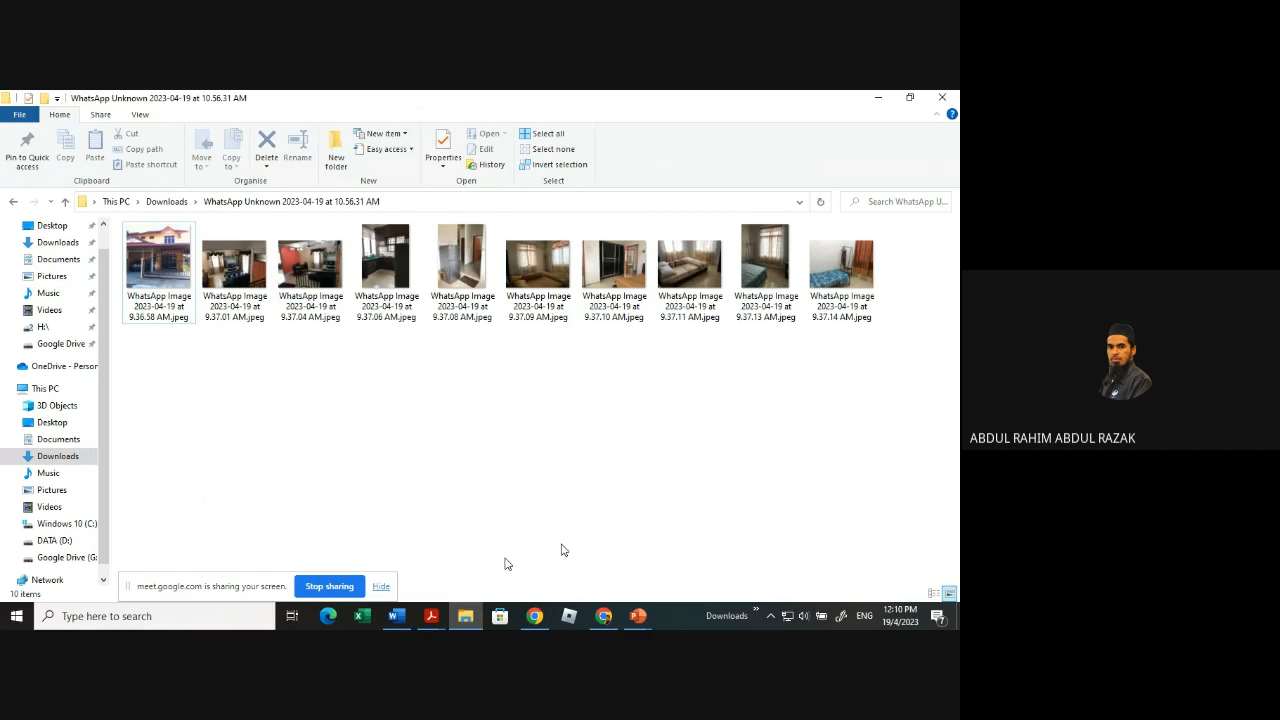 WhatsApp Unknown 2023-04-19 at 10.56.31 AM
File Home Share View
Pin to Quick access
Copy
Paste
Cut
Copy path
Paste shortcut
Clipboard
Move to
Copy to
Delete
Rename
Organise
New folder
New item
Easy access
New
Properties
Open
Edit
History
Open
Select all
Select none
Invert selection
Select
This PC > Downloads > WhatsApp Unknown 2023-04-19 at 10.56.31 AM
Search WhatsApp U...
Desktop
Downloads
Documents
Pictures
Music
Videos
H:\
Google Drive
OneDrive - Person
This PC
3D Objects
Desktop
Documents
Downloads
Music
Pictures
Videos
Windows 10 (C:)
DATA (D:)
Google Drive (G:
Network
10 items
WhatsApp Image 2023-04-19 at 9.36.58 AM.jpeg
WhatsApp Image 2023-04-19 at 9.37.01 AM.jpeg
WhatsApp Image 2023-04-19 at 9.37.04 AM.jpeg
WhatsApp Image 2023-04-19 at 9.37.06 AM.jpeg
WhatsApp Image 2023-04-19 at 9.37.08 AM.jpeg
WhatsApp Image 2023-04-19 at 9.37.09 AM.jpeg
WhatsApp Image 2023-04-19 at 9.37.10 AM.jpeg
WhatsApp Image 2023-04-19 at 9.37.11 AM.jpeg
WhatsApp Image 2023-04-19 at 9.37.13 AM.jpeg
WhatsApp Image 2023-04-19 at 9.37.14 AM.jpeg
meet.google.com is sharing your screen. Stop sharing Hide
Type here to search
Downloads
ENG
12:10 PM
19/4/2023
7
ABDUL RAHIM ABDUL RAZAK